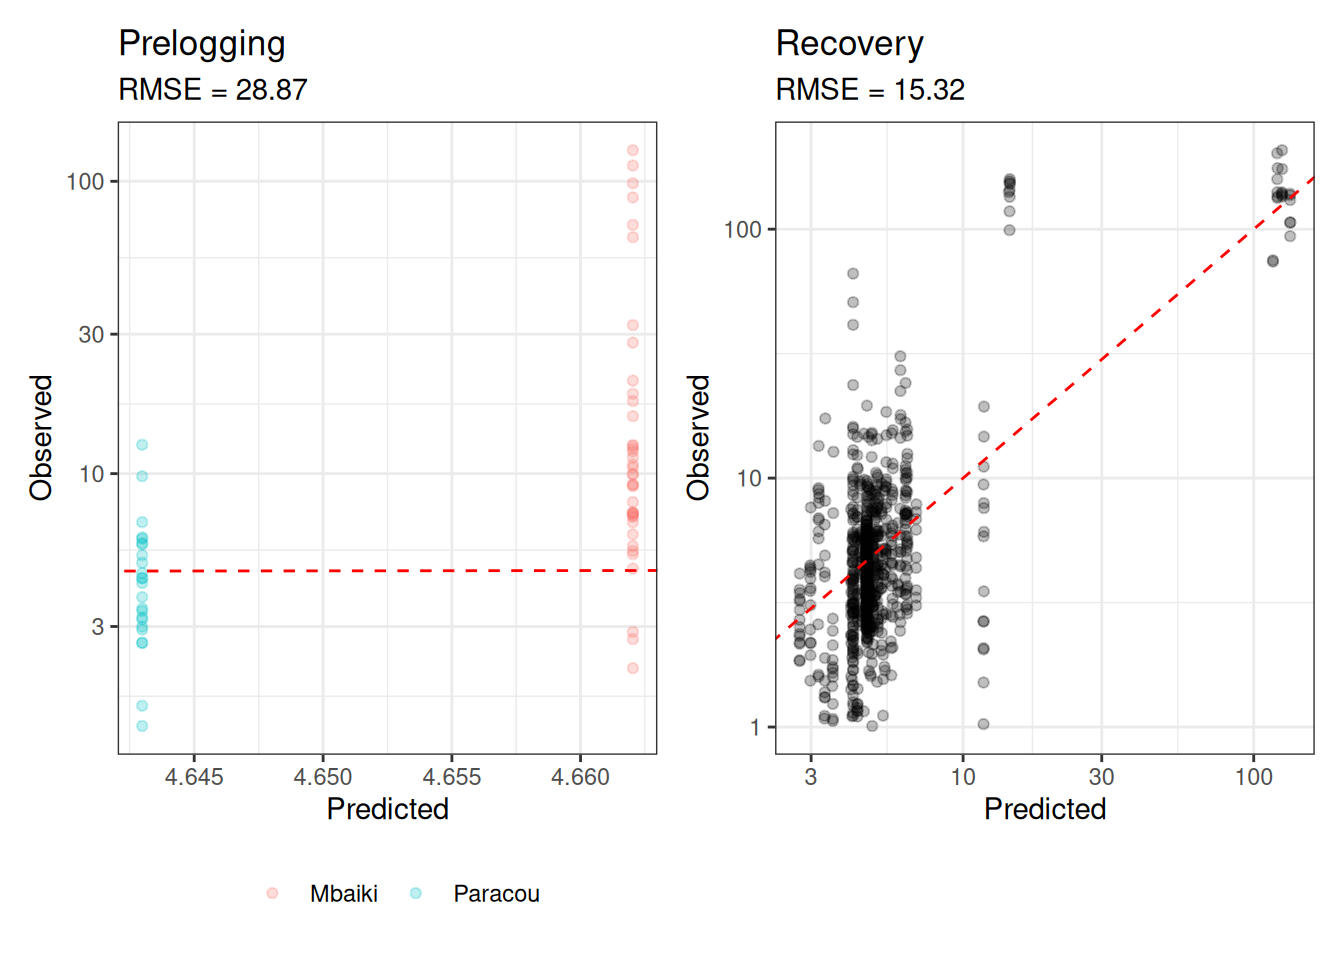 Prelogging
RMSE = 28.87
100
30
10
3
Observed
4.645 4.650 4.655 4.660
Predicted
Mbaiki Paracou
Recovery
RMSE = 15.32
100
10
1
Observed
3 10 30 100
Predicted